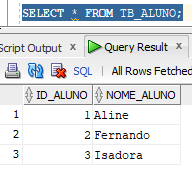 SELECT * FROM TB_ALUNO;
Script Output × Query Result ×
SQL | All Rows Fetched
ID_ALUNO NOME_ALUNO
1 1 Aline
2 2 Fernando
3 3 Isadora